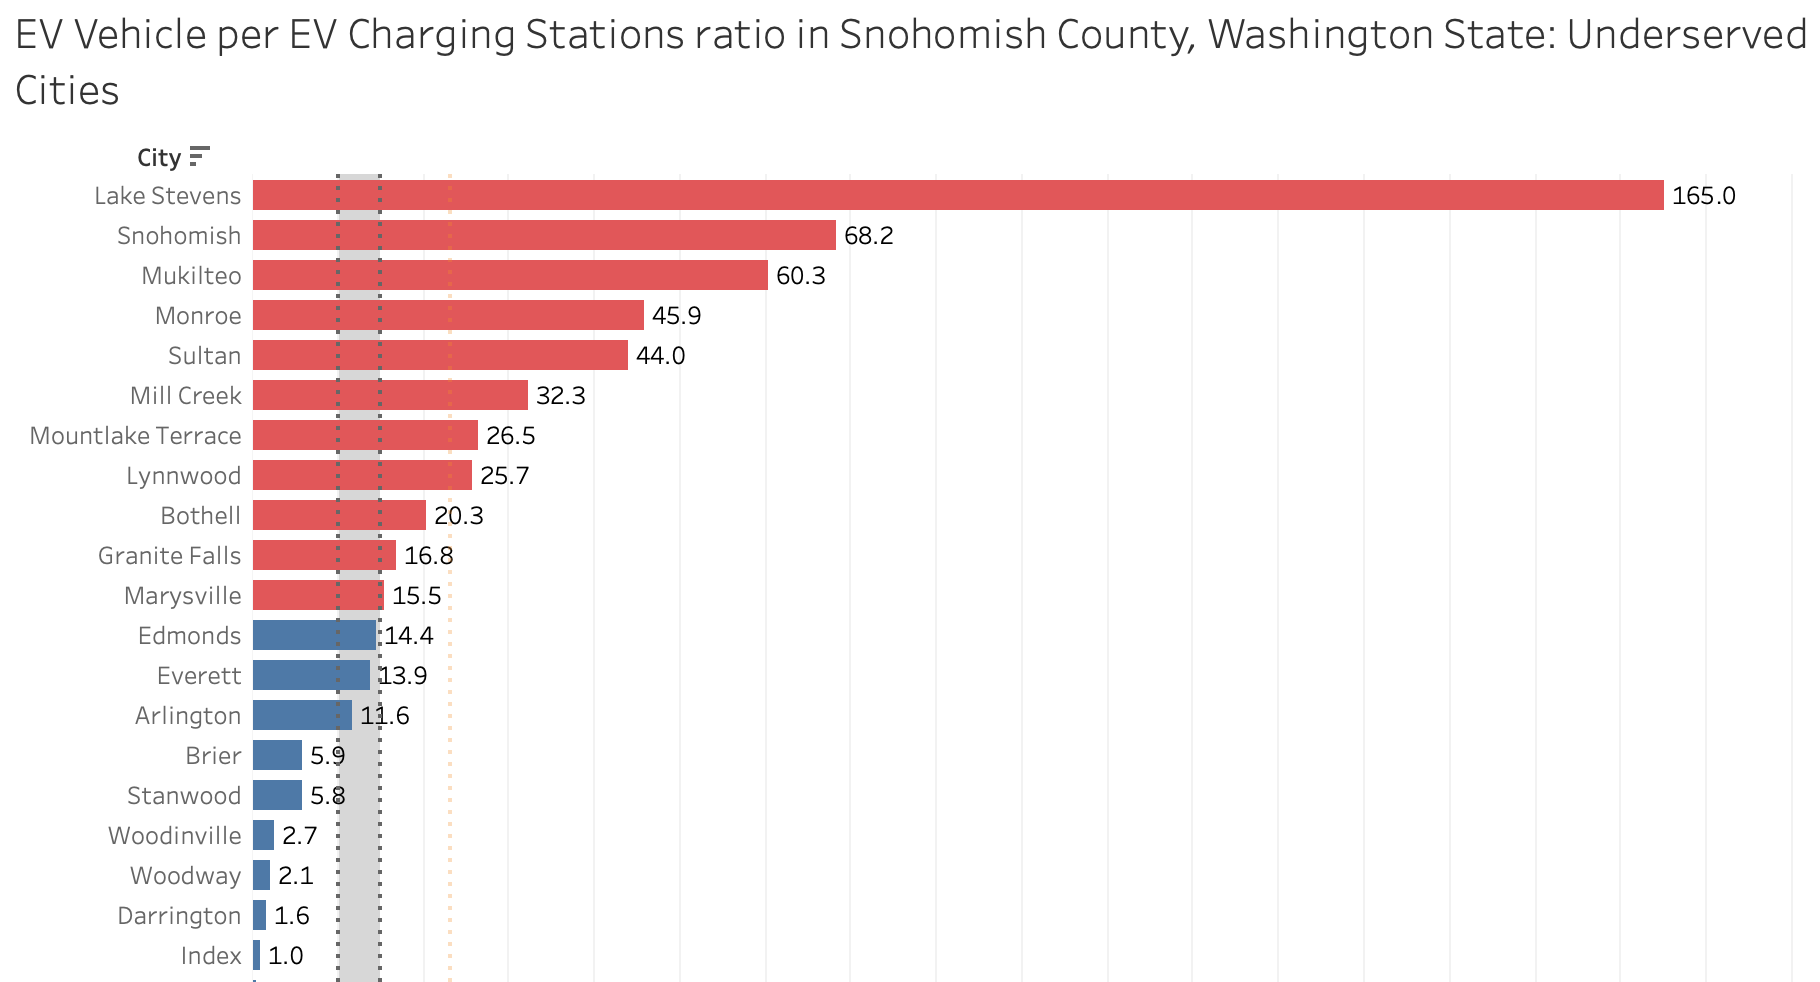 EV Vehicle per EV Charging Stations ratio in Snohomish County, Washington State: Underserved
Cities
City
Lake Stevens 165.0
Snohomish 68.2
Mukilteo 60.3
Monroe 45.9
Sultan 44.0
Mill Creek 32.3
Mountlake Terrace 26.5
Lynnwood 25.7
Bothell 20.3
Granite Falls 16.8
Marysville 15.5
Edmonds 14.4
Everett 13.9
Arlington 11.6
Brier 5.9
Stanwood 5.8
Woodinville 2.7
Woodway 2.1
Darrington 1.6
Index 1.0